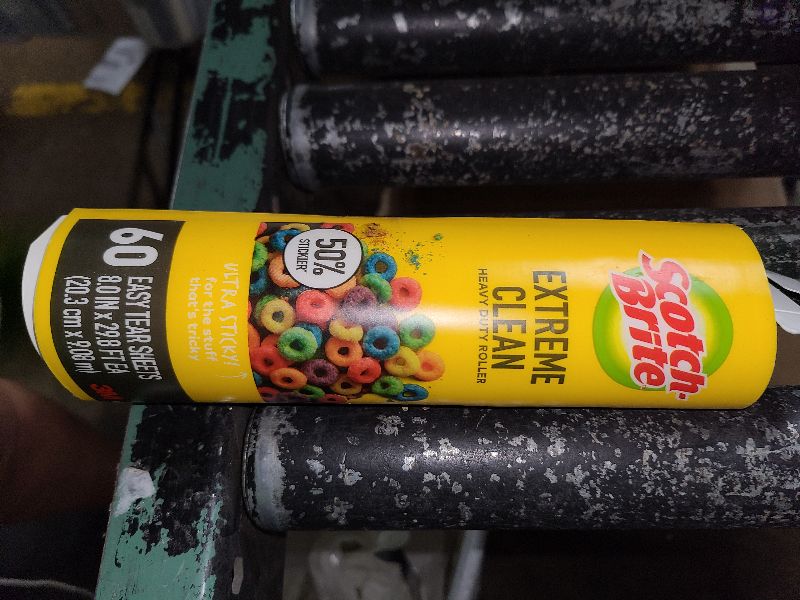 Scotch-
Brite
EXTREME
CLEAN
HEAVY DUTY ROLLER
50%
STICKIER*
ULTRA STICKY
for the stuff
that's tricky
60
EASY TEAR SHEETS
8.0 IN x 29.8 FT EA
(20.3 cm x 9.08 m)
3M